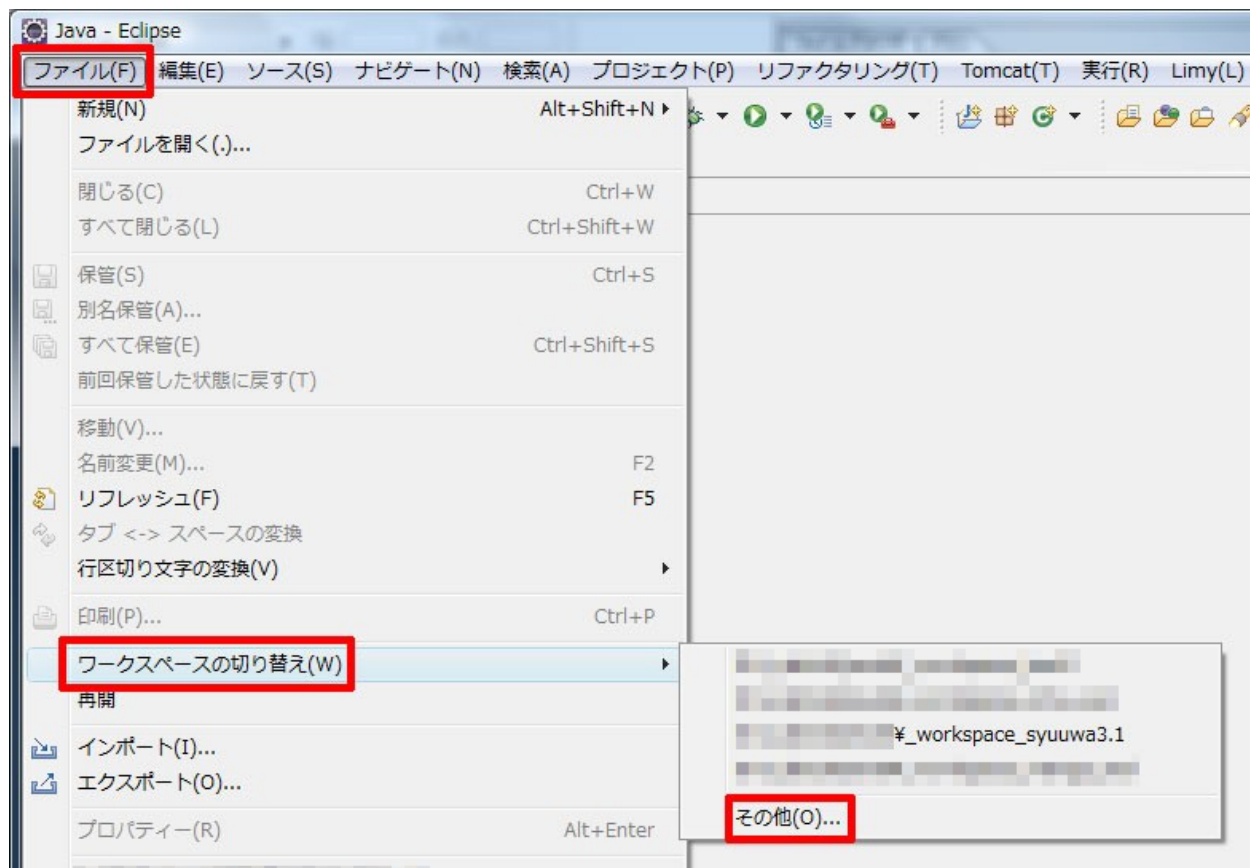 Java - Eclipse
ファイル(F) 編集(E) ソース(S) ナビゲート(N) 検索(A) プロジェクト(P) リファクタリング(T) Tomcat(T) 実行(R) Limy(L)
新規(N) Alt+Shift+N
ファイルを開く(.)...
閉じる(C) Ctrl+W
すべて閉じる(L) Ctrl+Shift+W
保管(S) Ctrl+S
別名保管(A)...
すべて保管(E) Ctrl+Shift+S
前回保管した状態に戻す(T)
移動(V)...
名前変更(M)... F2
リフレッシュ(F) F5
タブ <-> スペースの変換
行区切り文字の変換(V)
印刷(P)... Ctrl+P
ワークスペースの切り替え(W)
再開
¥_workspace_syuuwa3.1
インポート(I)...
エクスポート(O)...
その他(O)...
プロパティー(R) Alt+Enter